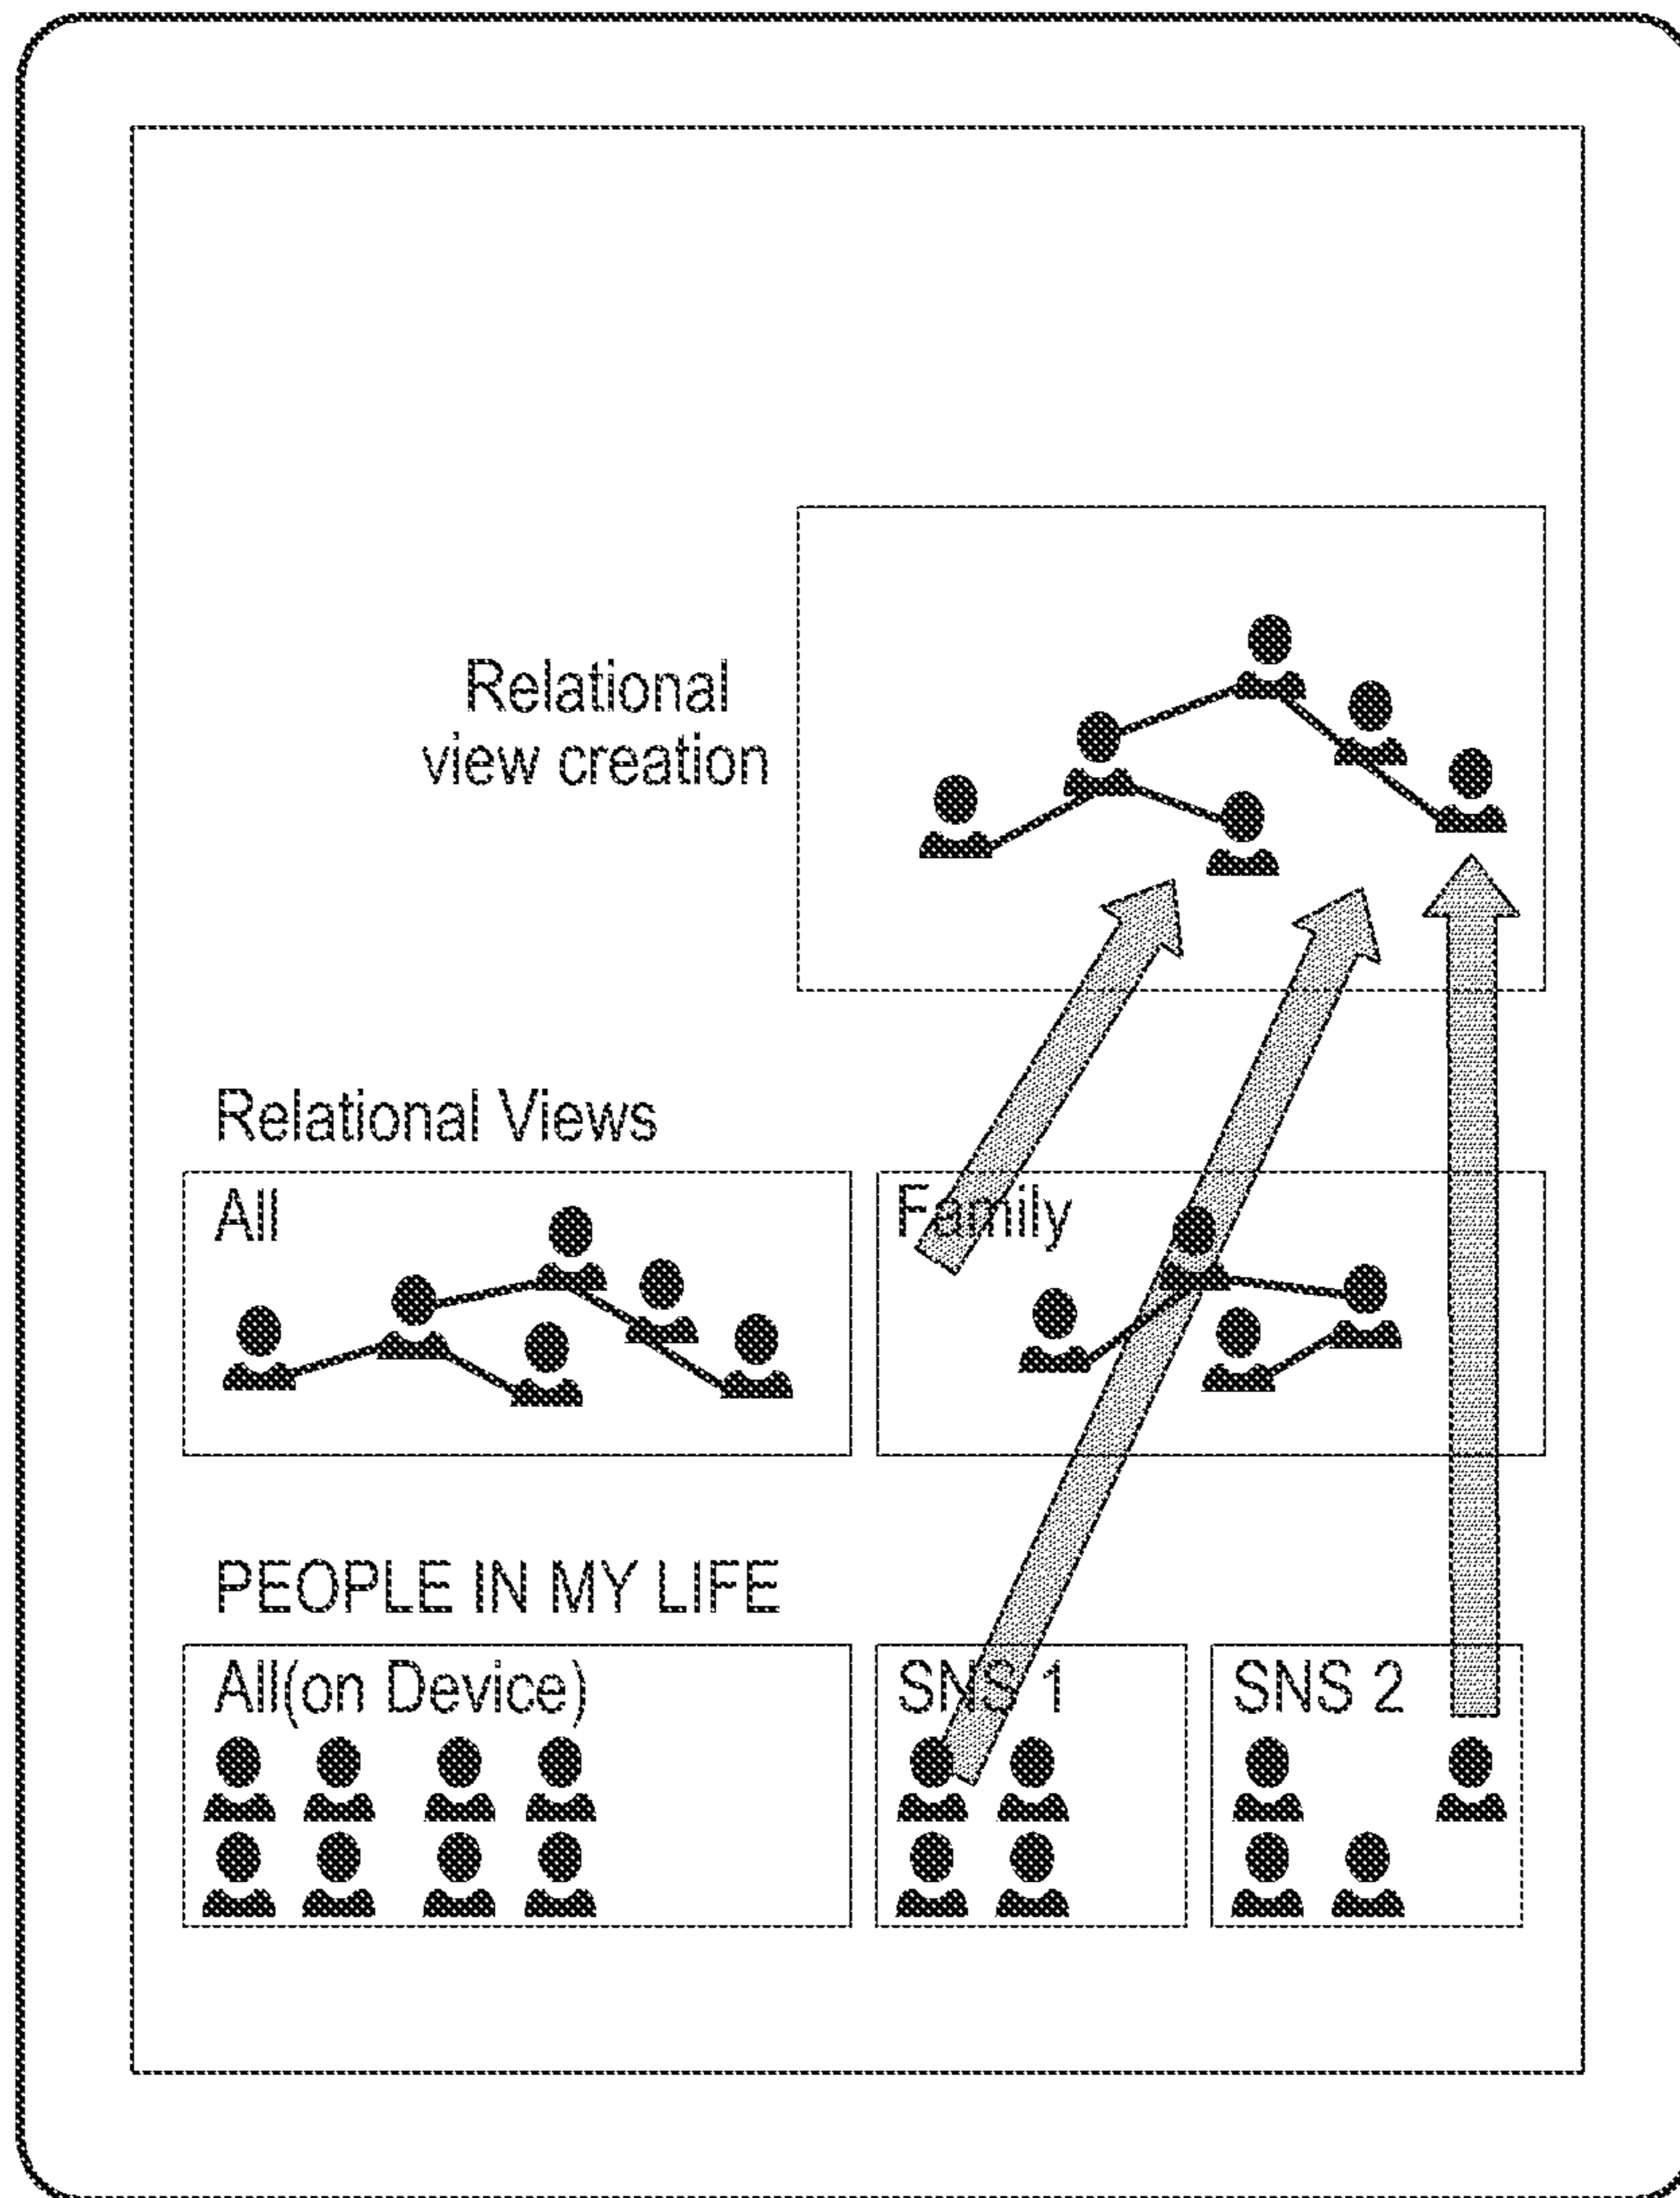 Relational
view creation
Relational Views
All
Family
PEOPLE IN MY LIFE
All(on Device)
SNS 1
SNS 2